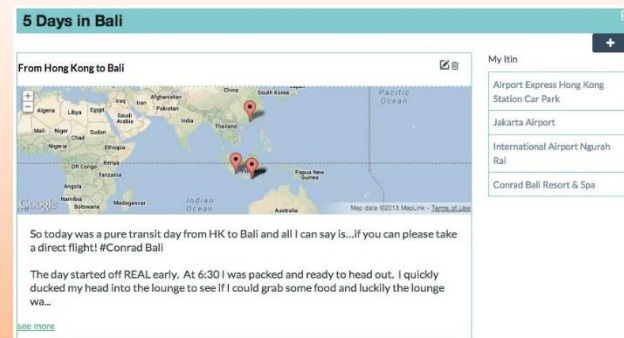 5 Days in Bali
From Hong Kong to Bali
+
-
Algeria
Libya
Egypt
Iraq
Iran
Afghanistan
Pakistan
Saudi
Arabia
China
South Korea
India
Thailand
Mali
Niger
Chad
Sudan
Nigeria
Ethiopia
DR Congo
Kenya
Tanzania
Angola
Namibia
Botswana
Madagascar
Indian
Ocean
Pacific
Ocean
Papua New
Guinea
Australia
Google
Map data ©2013 MapLink - Terms of Use
So today was a pure transit day from HK to Bali and all I can say is...if you can please take
a direct flight! #Conrad Bali
The day started off REAL early. At 6:30 I was packed and ready to head out. I quickly
ducked my head into the lounge to see if I could grab some food and luckily the lounge
wa...
see more
+
My Itin
Airport Express Hong Kong
Station Car Park
Jakarta Airport
International Airport Ngurah
Rai
Conrad Bali Resort & Spa